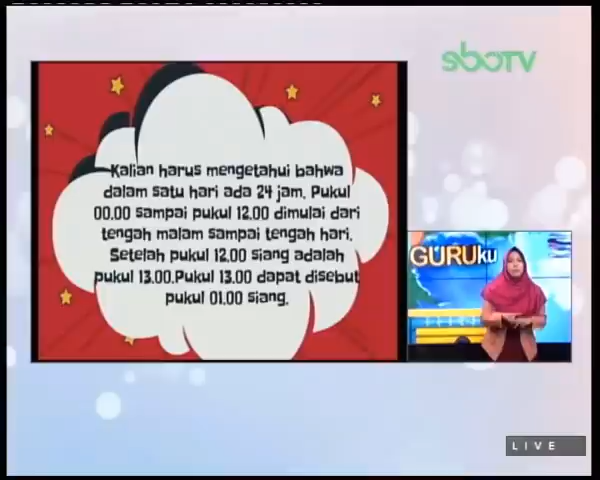 sbOTV
Kalian harus mengetahui bahwa
dalam satu hari ada 24 jam. Pukul
00.00 sampai pukul 12.00 dimulai dari
tengah malam sampai tengah hari.
Setelah pukul 12.00 siang adalah
pukul 13.00.Pukul 13.00 dapat disebut
pukul 01.00 siang.
GURUku
LIVE